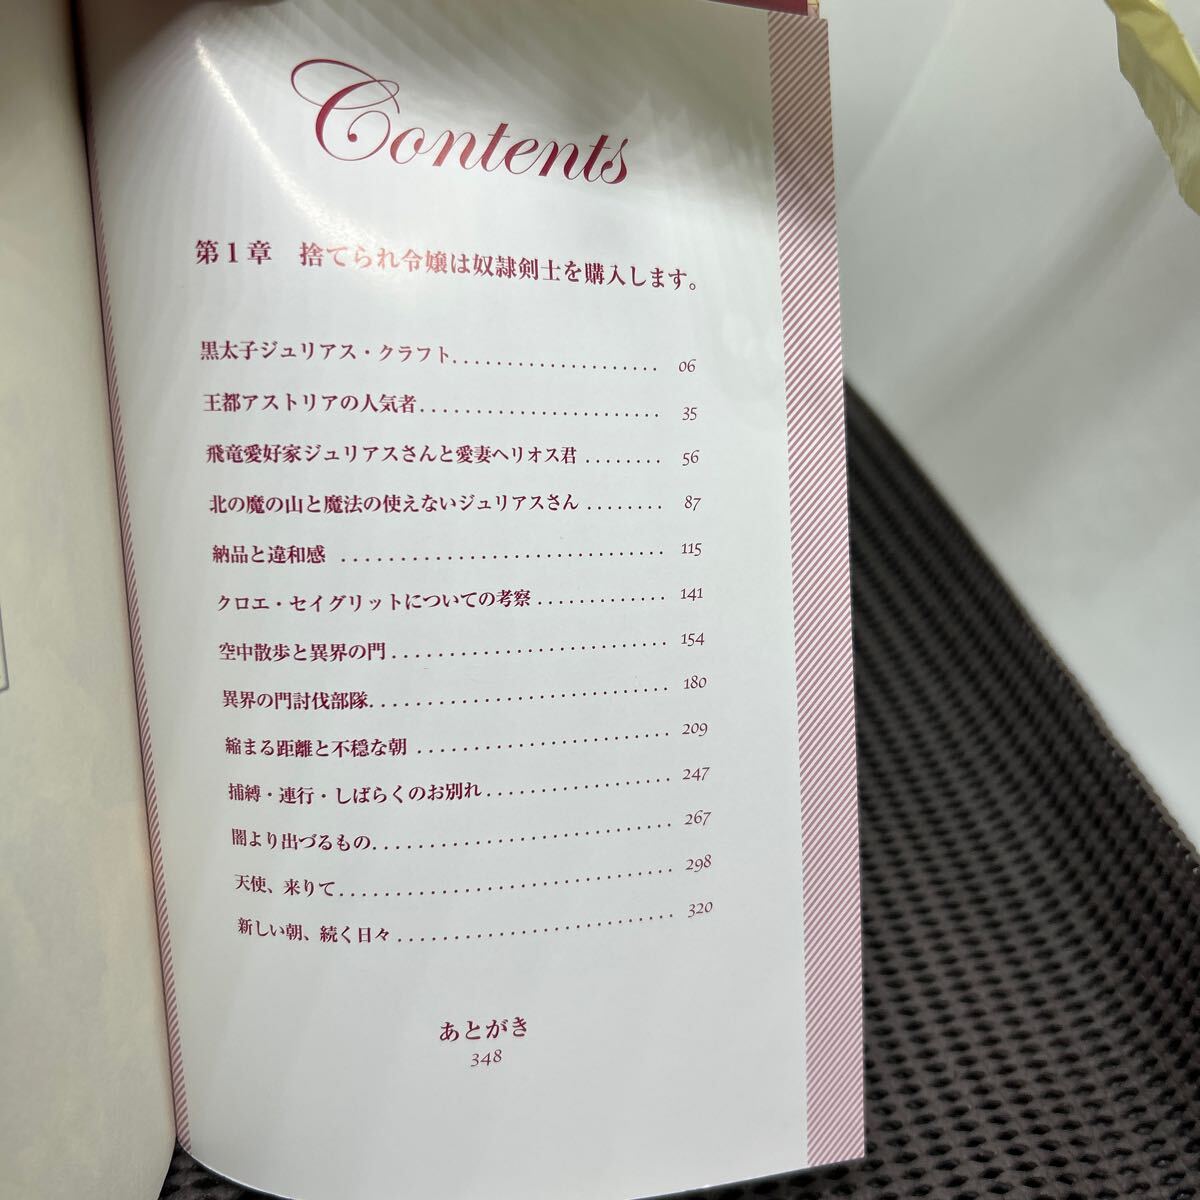 Contents
第1章　捨てられ令嬢は奴隷剣士を購入します。
黒太子ジュリアス・クラフト.................... 06
王都アストリアの人気者........................ 35
飛竜愛好家ジュリアスさんと愛妻ヘリオス君 ........ 56
北の魔の山と魔法の使えないジュリアスさん ........ 87
納品と違和感 ................................ 115
クロエ・セイグリットについての考察............. 141
空中散歩と異界の門........................... 154
異界の門討伐部隊............................. 180
縮まる距離と不穏な朝 ......................... 209
捕縛・連行・しばらくのお別れ.................. 247
闇より出づるもの............................. 267
天使、来りて................................. 298
新しい朝、続く日々........................... 320
あとがき
348